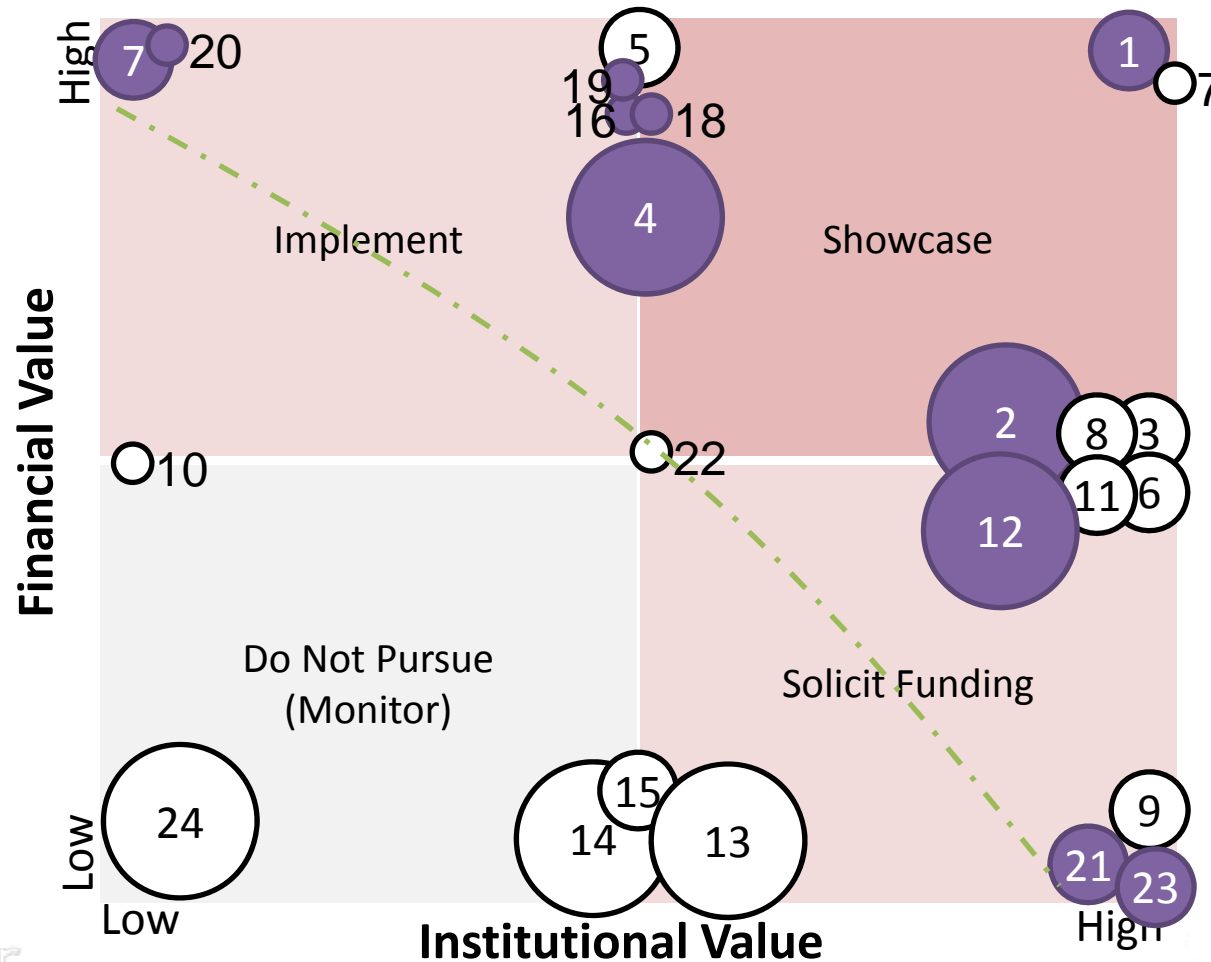 High
7
20
5
1
19
7
16
18
4
Implement
Showcase
Financial Value
2
8
3
10
22
11
6
12
Do Not Pursue
(Monitor)
Solicit Funding
24
15
14
13
9
21
23
Low
Low
High
Institutional Value